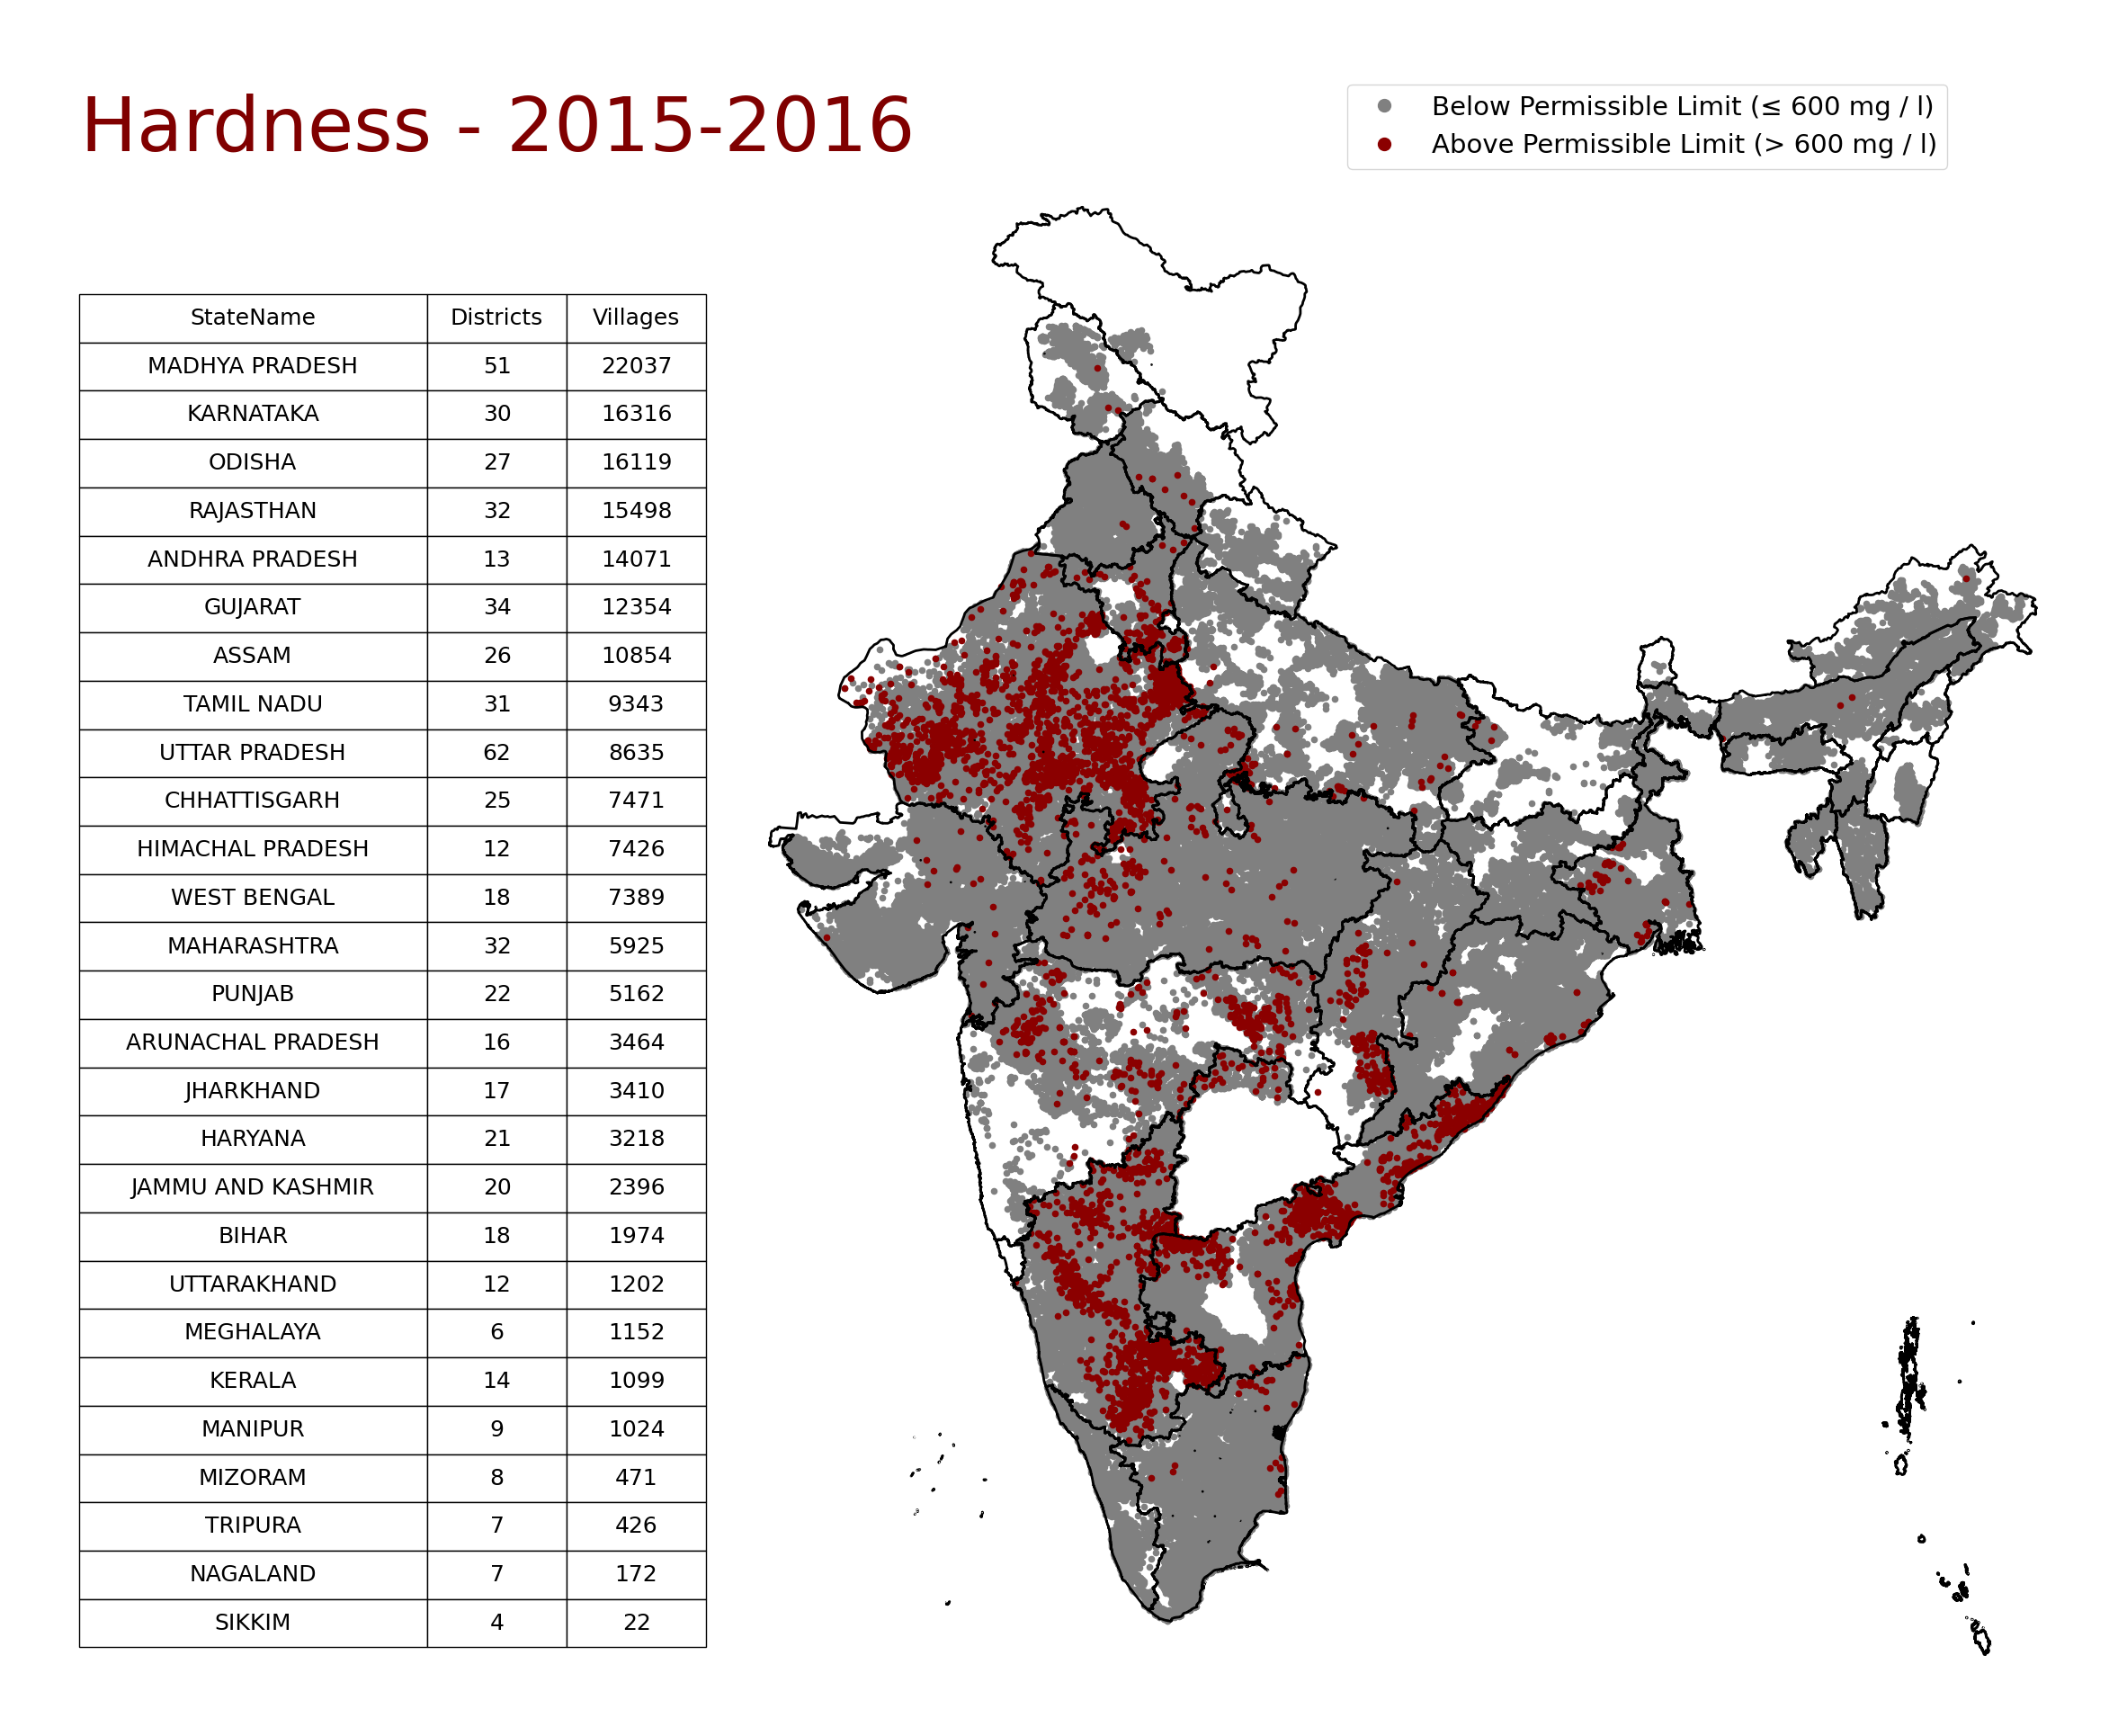 Hardness - 2015-2016
Below Permissible Limit (≤ 600 mg / l)
Above Permissible Limit (> 600 mg / l)
StateName Districts Villages
MADHYA PRADESH 51 22037
KARNATAKA 30 16316
ODISHA 27 16119
RAJASTHAN 32 15498
ANDHRA PRADESH 13 14071
GUJARAT 34 12354
ASSAM 26 10854
TAMIL NADU 31 9343
UTTAR PRADESH 62 8635
CHHATTISGARH 25 7471
HIMACHAL PRADESH 12 7426
WEST BENGAL 18 7389
MAHARASHTRA 32 5925
PUNJAB 22 5162
ARUNACHAL PRADESH 16 3464
JHARKHAND 17 3410
HARYANA 21 3218
JAMMU AND KASHMIR 20 2396
BIHAR 18 1974
UTTARAKHAND 12 1202
MEGHALAYA 6 1152
KERALA 14 1099
MANIPUR 9 1024
MIZORAM 8 471
TRIPURA 7 426
NAGALAND 7 172
SIKKIM 4 22